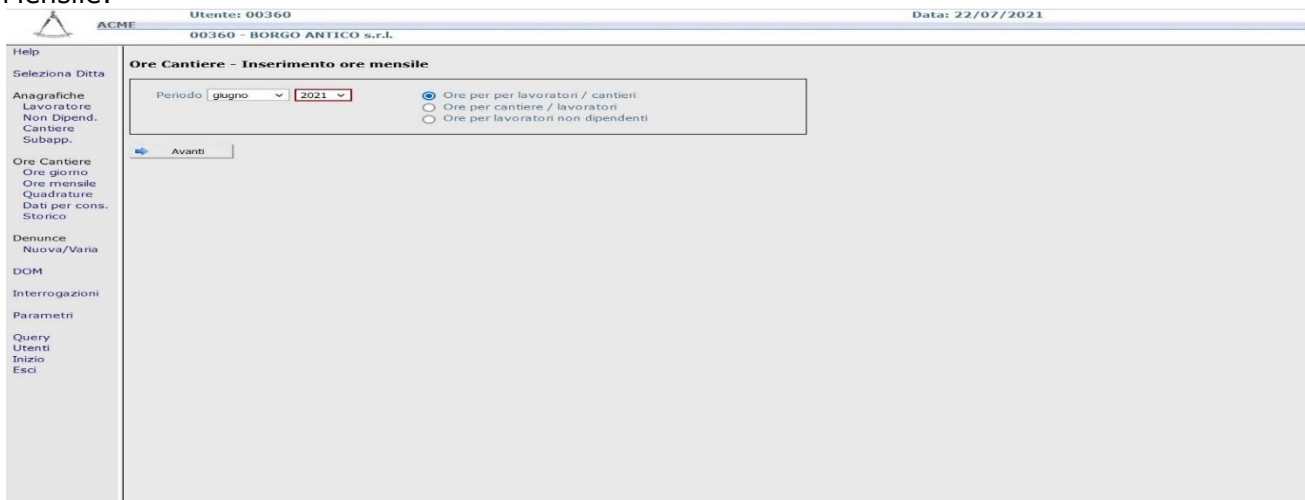 Mensile.
Utente: 00360
Data: 22/07/2021
ACME
00360 - BORGO ANTICO s.r.l.
Help
Seleziona Ditta
Anagrafiche
Lavoratore
Non Dipend.
Cantiere
Subapp.
Ore Cantiere
Ore giorno
Ore mensile
Quadrature
Dati per cons.
Storico
Denunce
Nuova/Varia
DOM
Interrogazioni
Parametri
Query
Utenti
Inizio
Esci
Ore Cantiere - Inserimento ore mensile
Periodo giugno 2021
Ore per per lavoratori / cantieri
Ore per cantiere / lavoratori
Ore per lavoratori non dipendenti
Avanti